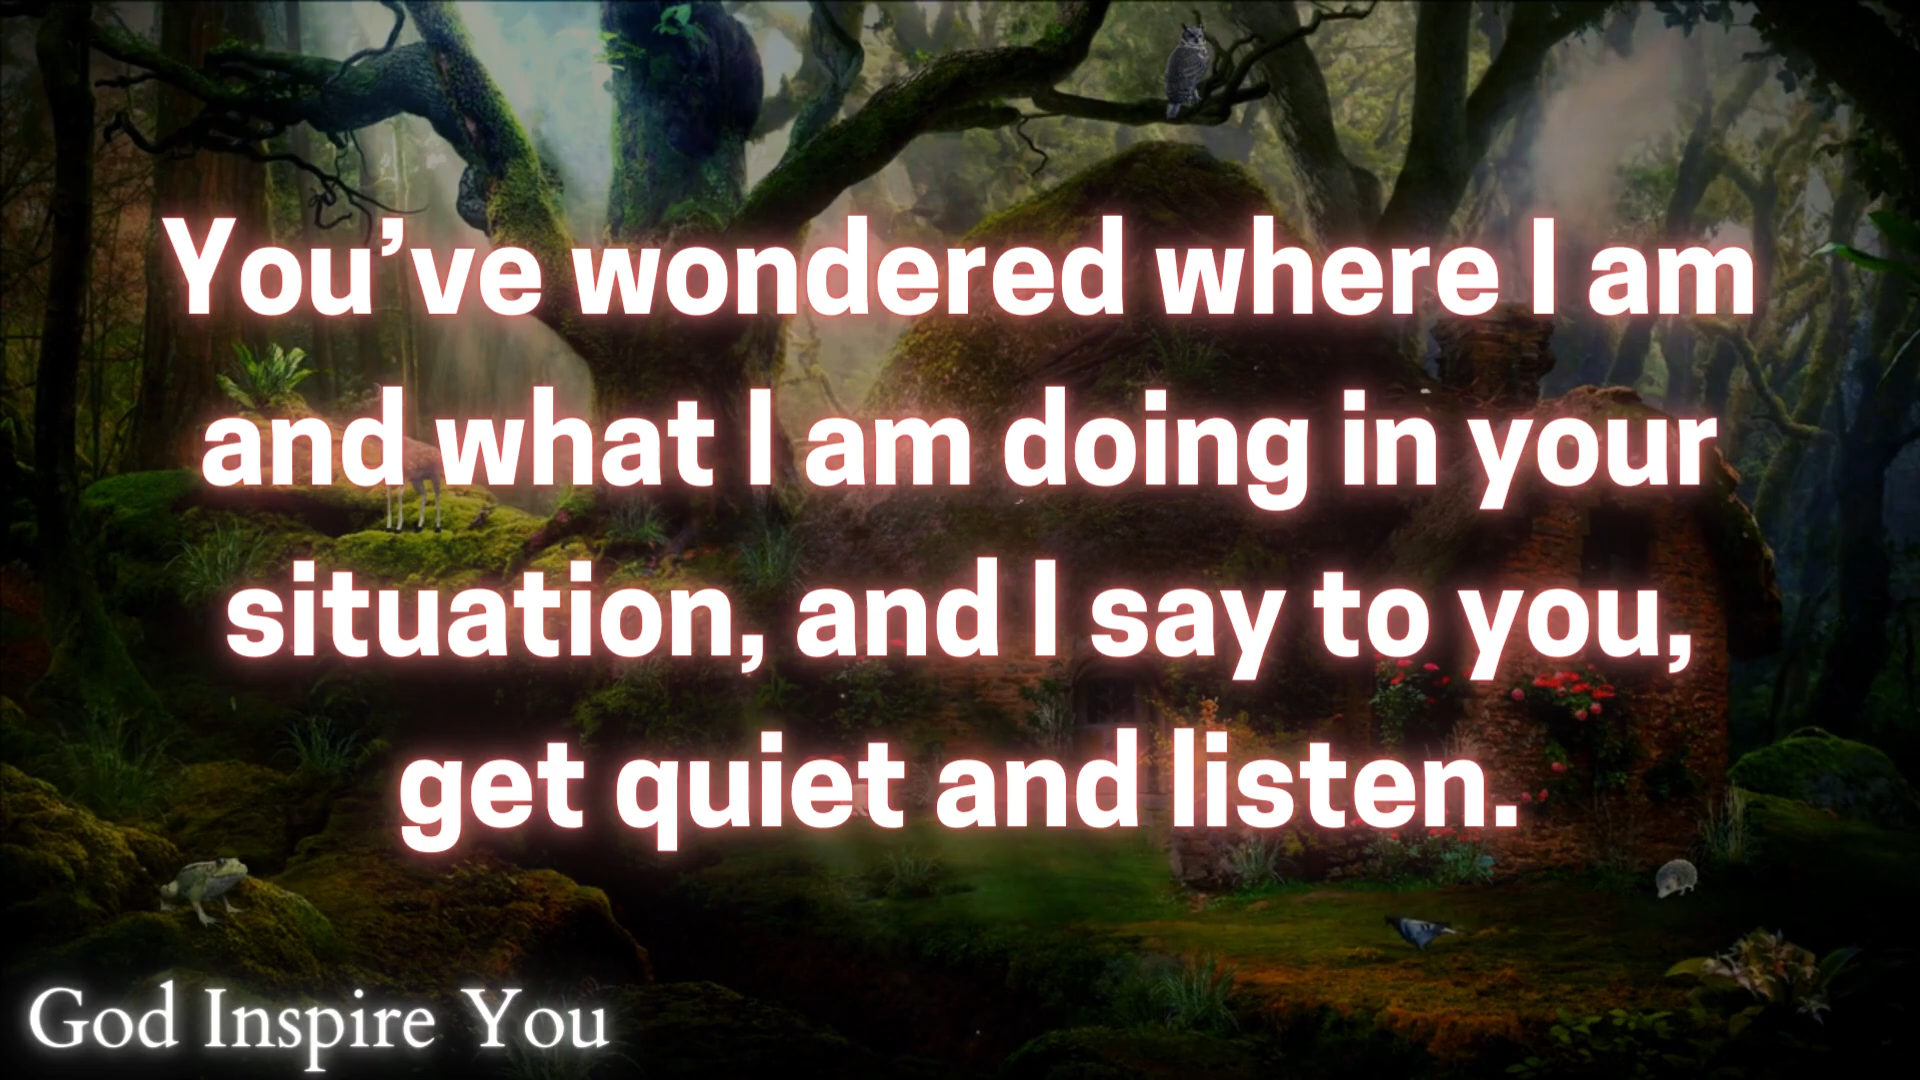 You’ve wondered where I am
and what I am doing in your
situation, and I say to you,
get quiet and listen.
God Inspire You